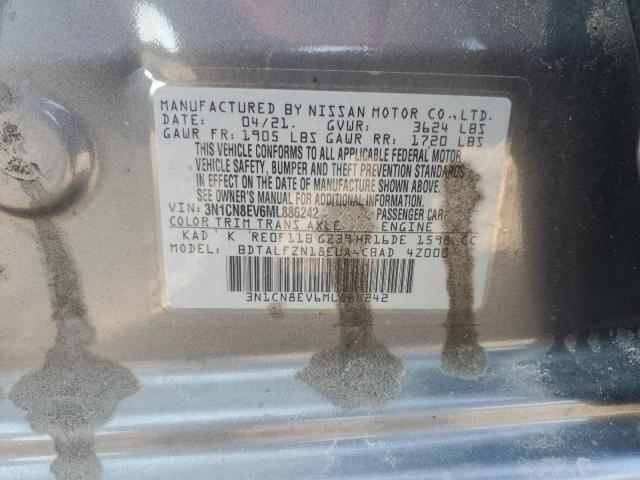 MANUFACTURED BY NISSAN MOTOR CO.,LTD.
DATE: 04/21. GVWR: 3624 LBS
GAWR FR: 1905 LBS GAWR RR: 1720 LBS
THIS VEHICLE CONFORMS TO ALL APPLICABLE FEDERAL MOTOR
VEHICLE SAFETY, BUMPER AND THEFT PREVENTION STANDARDS
IN EFFECT ON THE DATE OF MANUFACTURE SHOWN ABOVE.
SEE OWNER'S MANUAL FOR ADDITIONAL INFORMATION
VIN: 3N1CN8EV6ML886242 PASSENGER CAR
COLOR TRIM TRANS AXLE ENGINE
KAD K RE0F11B GZ39 HR16DE 1598 CC
MODEL: BDTALFZN18EUA-CBAD 4Z000
3N1CN8EV6ML886242